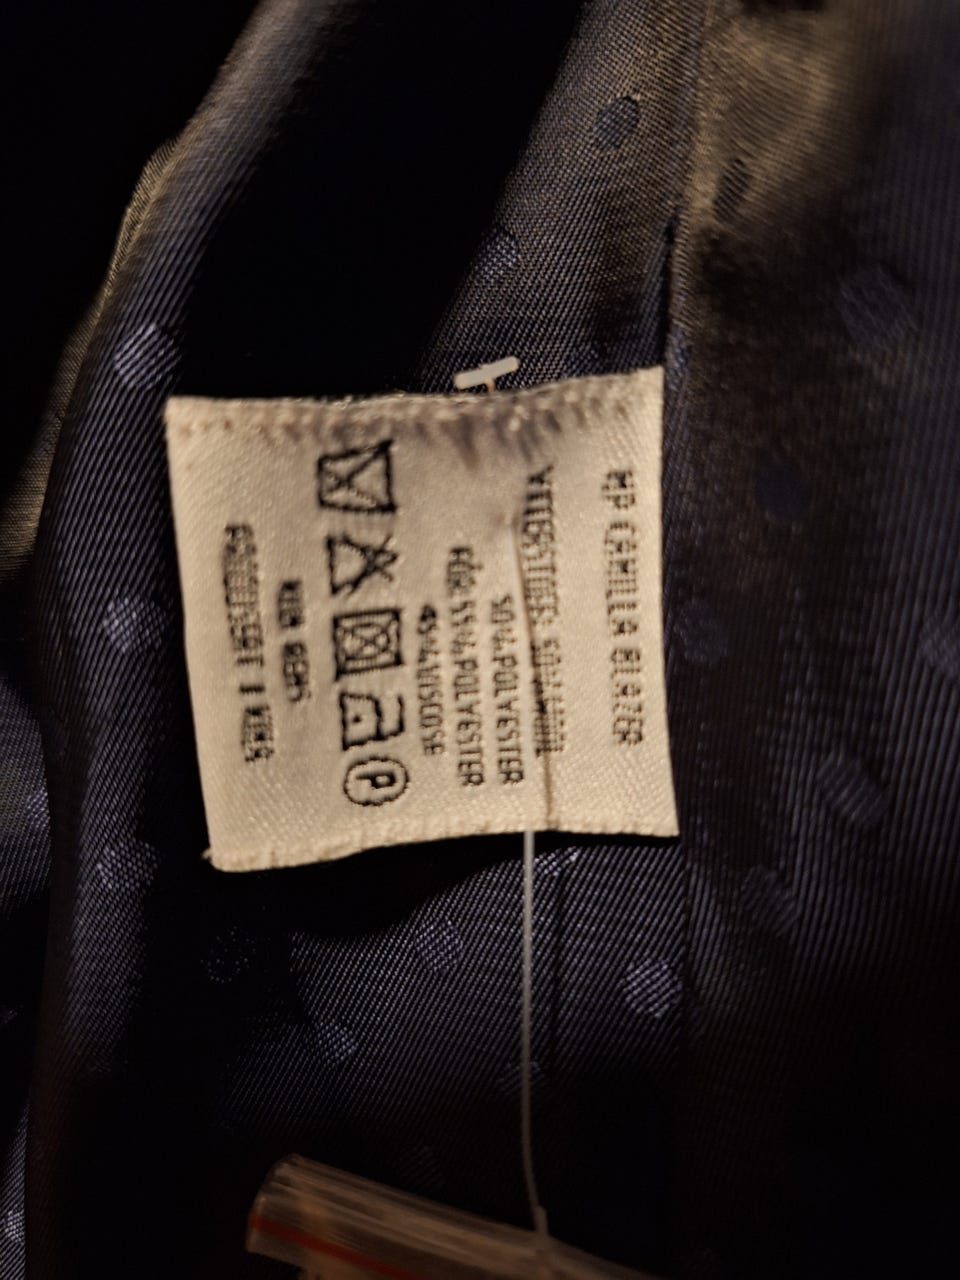 MP CAMILLA BLAZER
YTTERSTOFF: 50% ULL
50% POLYESTER
FÔR: 55% POLYESTER
45% VISCOSE
P
KUN RENS
PRODUSERT I KINA